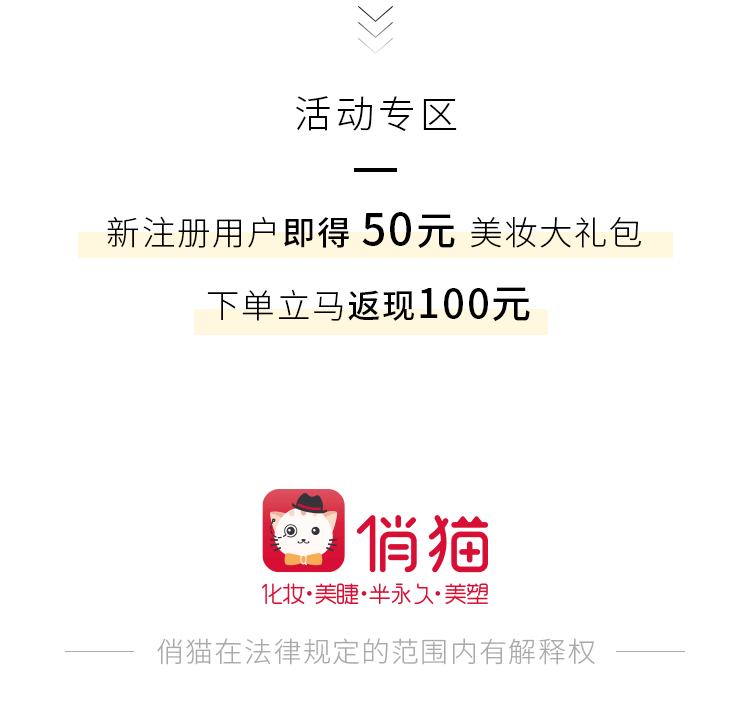 活动专区
新注册用户即得 50元 美妆大礼包
下单立马返现100元
俏猫
化妆·美睫·半永久·美塑
俏猫在法律规定的范围内有解释权